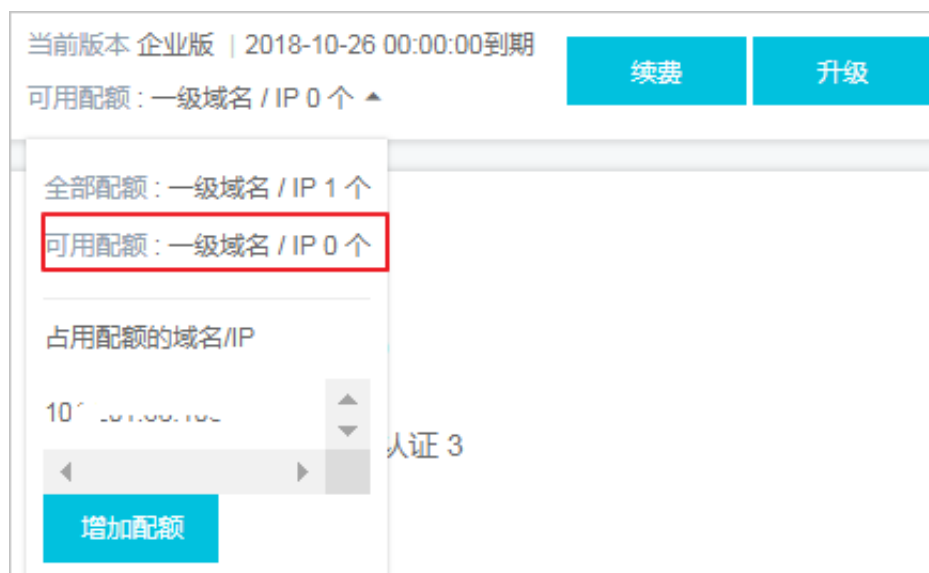 当前版本 企业版 | 2018-10-26 00:00:00到期
续费
升级
可用配额 : 一级域名 / IP 0 个
全部配额 : 一级域名 / IP 1 个
可用配额 : 一级域名 / IP 0 个
占用配额的域名/IP
认证 3
增加配额